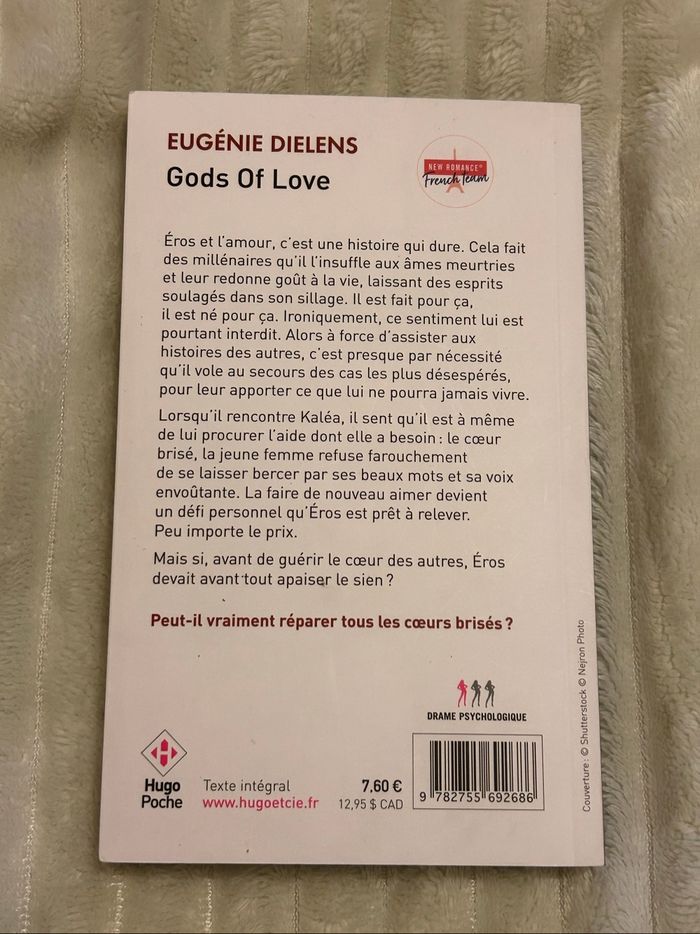 EUGÉNIE DIELENS
Gods Of Love
NEW ROMANCE®
French Team
Éros et l'amour, c'est une histoire qui dure. Cela fait
des millénaires qu'il l'insuffle aux âmes meurtries
et leur redonne goût à la vie, laissant des esprits
soulagés dans son sillage. Il est fait pour ça,
il est né pour ça. Ironiquement, ce sentiment lui est
pourtant interdit. Alors à force d'assister aux
histoires des autres, c'est presque par nécessité
qu'il vole au secours des cas les plus désespérés,
pour leur apporter ce que lui ne pourra jamais vivre.
Lorsqu'il rencontre Kaléa, il sent qu'il est à même
de lui procurer l'aide dont elle a besoin : le cœur
brisé, la jeune femme refuse farouchement
de se laisser bercer par ses beaux mots et sa voix
envoûtante. La faire de nouveau aimer devient
un défi personnel qu'Éros est prêt à relever.
Peu importe le prix.
Mais si, avant de guérir le cœur des autres, Éros
devait avant tout apaiser le sien ?
Peut-il vraiment réparer tous les cœurs brisés ?
DRAME PSYCHOLOGIQUE
Hugo
Poche
Texte intégral
www.hugoetcie.fr
7,60 €
12,95 $ CAD
9 782755 692686
Couverture : © Shutterstock © Nejron Photo